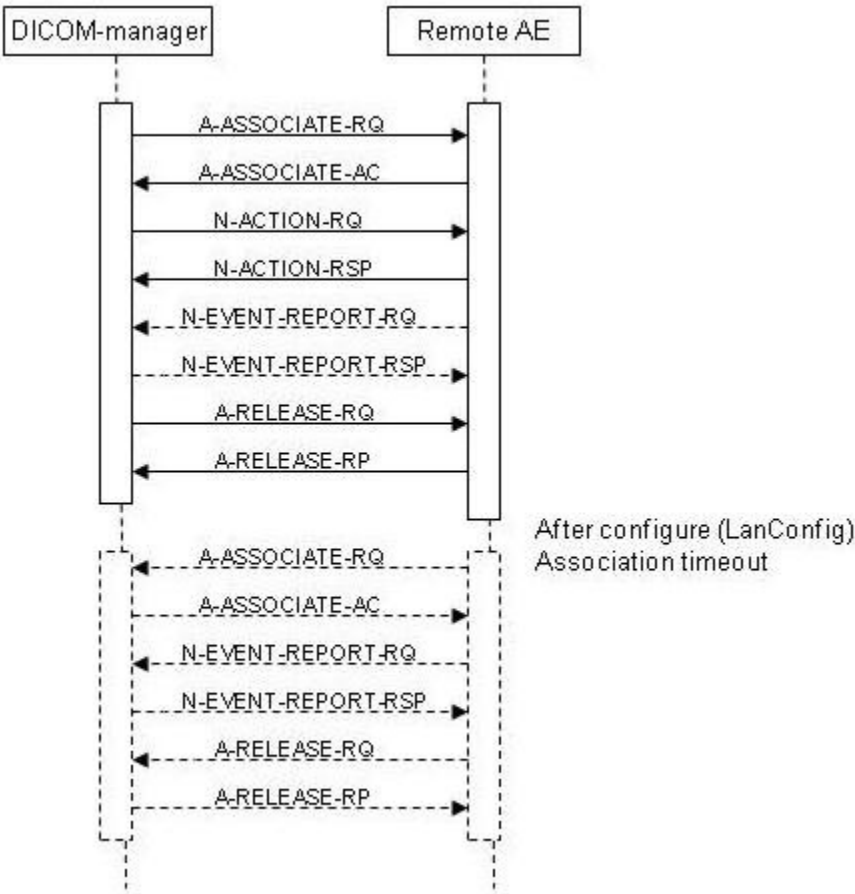 DICOM-manager
Remote AE
A-ASSOCIATE-RQ
A-ASSOCIATE-AC
N-ACTION-RQ
N-ACTION-RSP
N-EVENT-REPORT-RQ
N-EVENT-REPORT-RSP
A-RELEASE-RQ
A-RELEASE-RP
After configure (LanConfig)
Association timeout
A-ASSOCIATE-RQ
A-ASSOCIATE-AC
N-EVENT-REPORT-RQ
N-EVENT-REPORT-RSP
A-RELEASE-RQ
A-RELEASE-RP